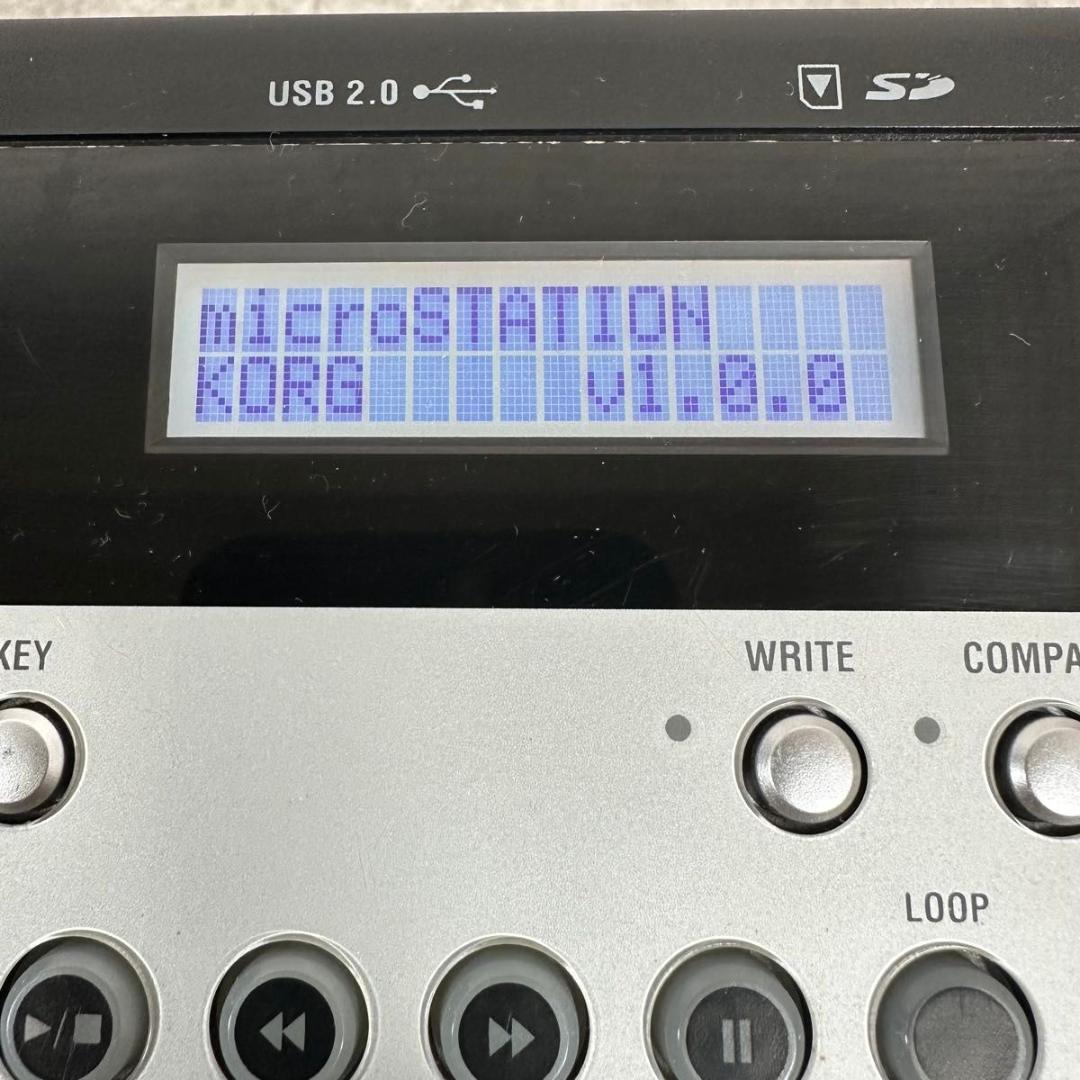 USB 2.0 SD
microSTATION
KORG v1.0.0
KEY WRITE COMPA
LOOP